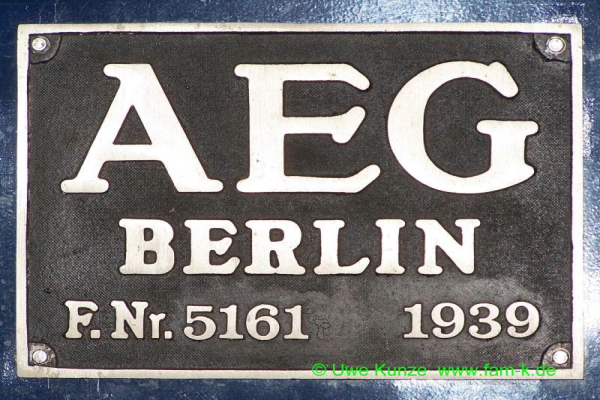 AEG
BERLIN
F. Nr. 5161 1939
© Uwe Kunze www.fam-k.de